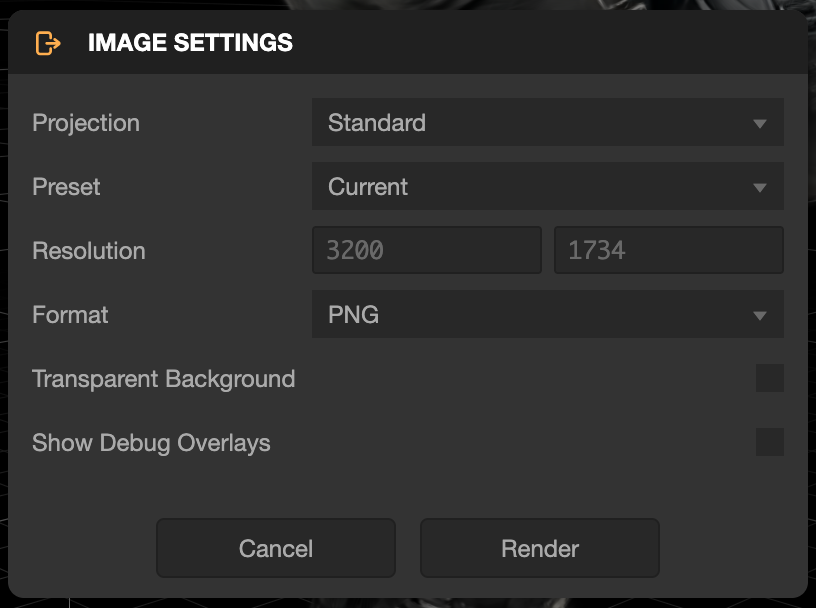 IMAGE SETTINGS
Projection Standard
Preset Current
Resolution 3200 1734
Format PNG
Transparent Background
Show Debug Overlays
Cancel Render